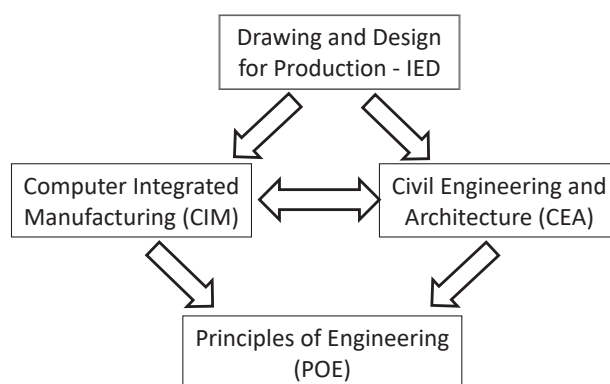 Drawing and Design
for Production - IED
Computer Integrated
Manufacturing (CIM)
Civil Engineering and
Architecture (CEA)
Principles of Engineering
(POE)